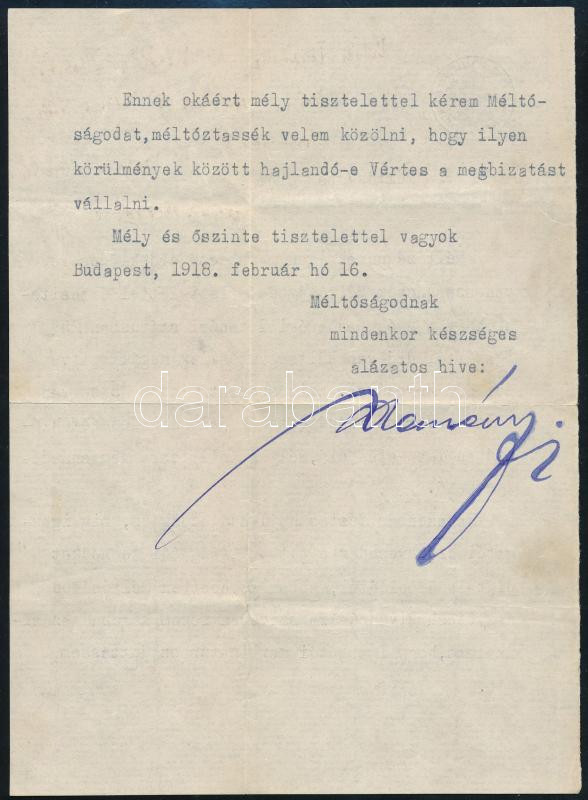 Ennek okáért mély tisztelettel kérem Méltó-
ságodat,méltóztassék velem közölni, hogy ilyen
körülmények között hajlandó-e Vértes a megbizatást
vállalni.
Mély és őszinte tisztelettel vagyok
Budapest, 1918. február hó 16.
Méltóságodnak
mindenkor készséges
alázatos hive:
darabanth